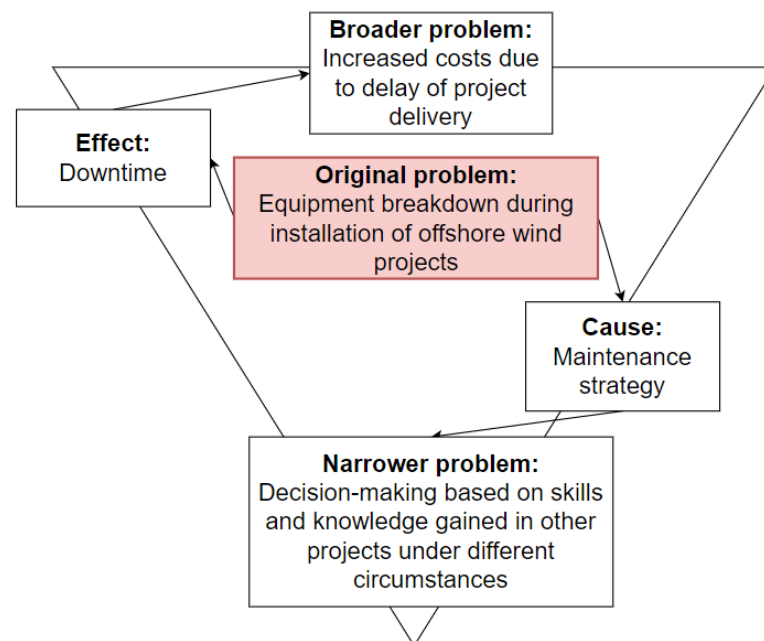 Broader problem:
Increased costs due
to delay of project
delivery
Effect:
Downtime
Original problem:
Equipment breakdown during
installation of offshore wind
projects
Cause:
Maintenance
strategy
Narrower problem:
Decision-making based on skills
and knowledge gained in other
projects under different
circumstances